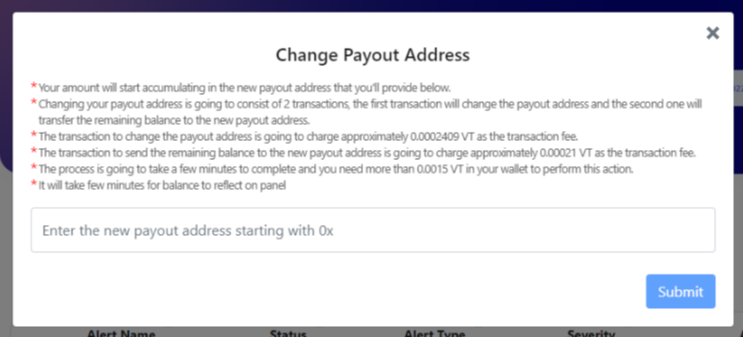 ×
Change Payout Address
*Your amount will start accumulating in the new payout address that you'll provide below.
*Changing your payout address is going to consist of 2 transactions, the first transaction will change the payout address and the second one will
transfer the remaining balance to the new payout address.
*The transaction to change the payout address is going to charge approximately 0.0002409 VT as the transaction fee.
*The transaction to send the remaining balance to the new payout address is going to charge approximately 0.00021 VT as the transaction fee.
*The process is going to take a few minutes to complete and you need more than 0.0015 VT in your wallet to perform this action.
*It will take few minutes for balance to reflect on panel
Enter the new payout address starting with 0x
Submit
Alert Name Status Alert Type Severity